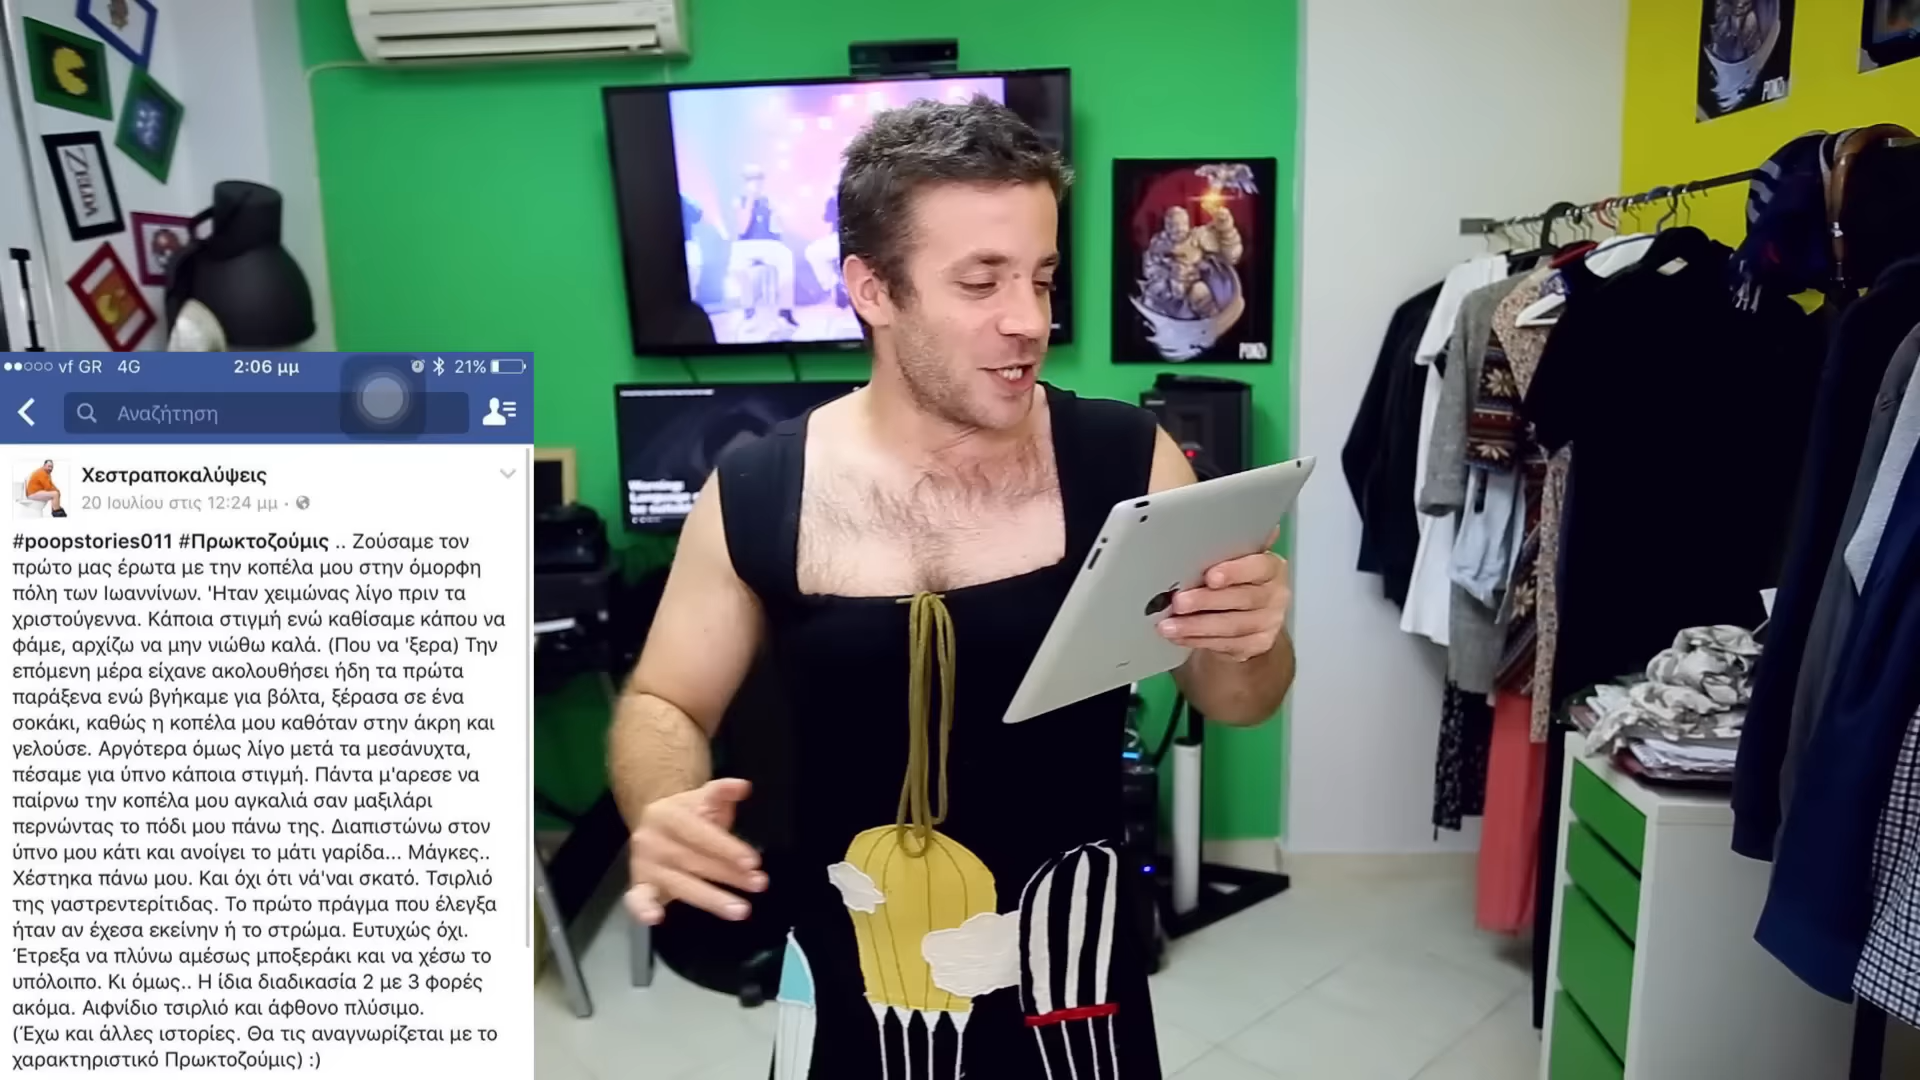 ZELDA
PONZU
PONZU
vf GR 4G 2:06 μμ 21%
Αναζήτηση
Χεστραποκαλύψεις
20 Ιουλίου στις 12:24 μμ ·
#poopstories011 #Πρωκτοζούμις .. Ζούσαμε τον
πρώτο μας έρωτα με την κοπέλα μου στην όμορφη
πόλη των Ιωαννίνων. 'Ηταν χειμώνας λίγο πριν τα
χριστούγεννα. Κάποια στιγμή ενώ καθίσαμε κάπου να
φάμε, αρχίζω να μην νιώθω καλά. (Που να 'ξερα) Την
επόμενη μέρα είχανε ακολουθήσει ήδη τα πρώτα
παράξενα ενώ βγήκαμε για βόλτα, ξέρασα σε ένα
σοκάκι, καθώς η κοπέλα μου καθόταν στην άκρη και
γελούσε. Αργότερα όμως λίγο μετά τα μεσάνυχτα,
πέσαμε για ύπνο κάποια στιγμή. Πάντα μ'αρεσε να
παίρνω την κοπέλα μου αγκαλιά σαν μαξιλάρι
περνώντας το πόδι μου πάνω της. Διαπιστώνω στον
ύπνο μου κάτι και ανοίγει το μάτι γαρίδα... Μάγκες..
Χέστηκα πάνω μου. Και όχι ότι νά'ναι σκατό. Τσιρλιό
της γαστρεντερίτιδας. Το πρώτο πράγμα που έλεγξα
ήταν αν έχεσα εκείνην ή το στρώμα. Ευτυχώς όχι.
Έτρεξα να πλύνω αμέσως μποξεράκι και να χέσω το
υπόλοιπο. Κι όμως.. Η ίδια διαδικασία 2 με 3 φορές
ακόμα. Αιφνίδιο τσιρλιό και άφθονο πλύσιμο.
(Έχω και άλλες ιστορίες. Θα τις αναγνωρίζεται με το
χαρακτηριστικό Πρωκτοζούμις) :)